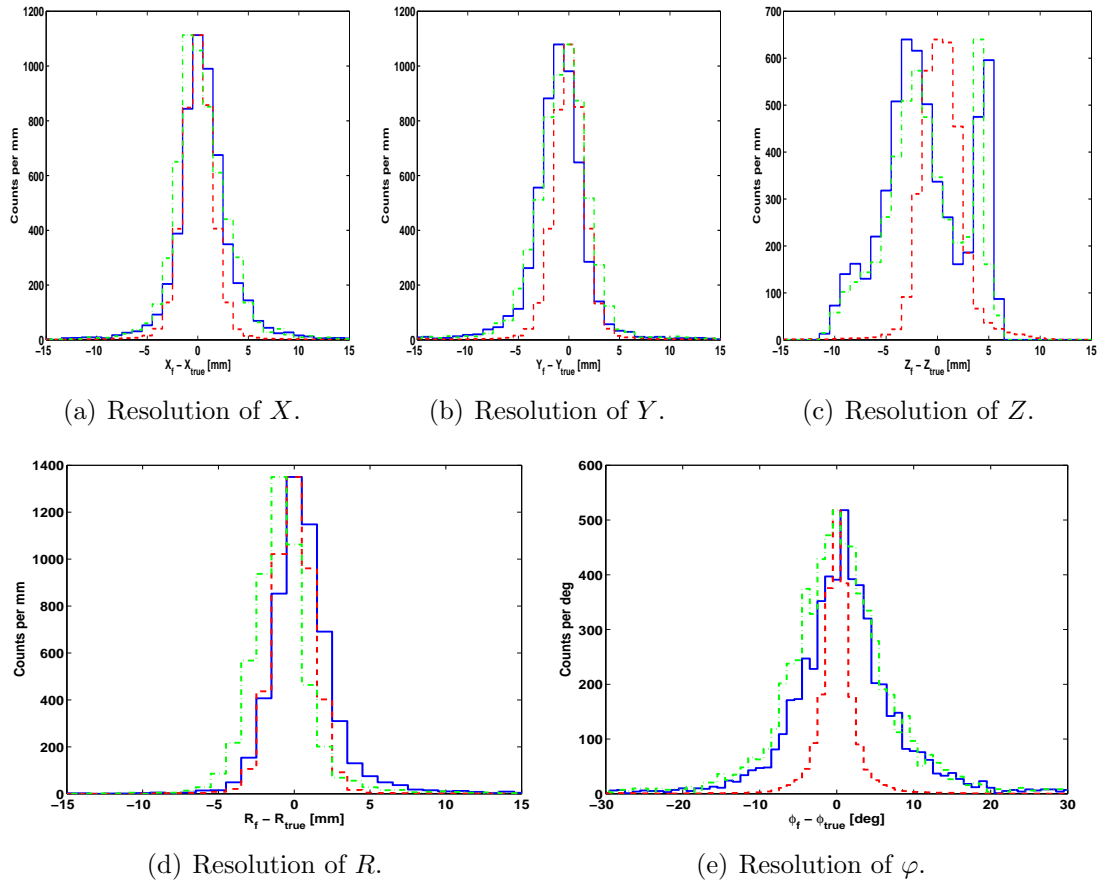 1200
1000
800
600
400
200
0
Counts per mm
−15 −10 −5 0 5 10 15
X_f − X_true [mm]
(a) Resolution of X.
1200
1000
800
600
400
200
0
Counts per mm
−15 −10 −5 0 5 10 15
Y_f − Y_true [mm]
(b) Resolution of Y.
700
600
500
400
300
200
100
0
Counts per mm
−15 −10 −5 0 5 10 15
Z_f − Z_true [mm]
(c) Resolution of Z.
1400
1200
1000
800
600
400
200
0
Counts per mm
−15 −10 −5 0 5 10 15
R_f − R_true [mm]
(d) Resolution of R.
600
500
400
300
200
100
0
Counts per deg
−30 −20 −10 0 10 20 30
ϕ_f − ϕ_true [deg]
(e) Resolution of φ.